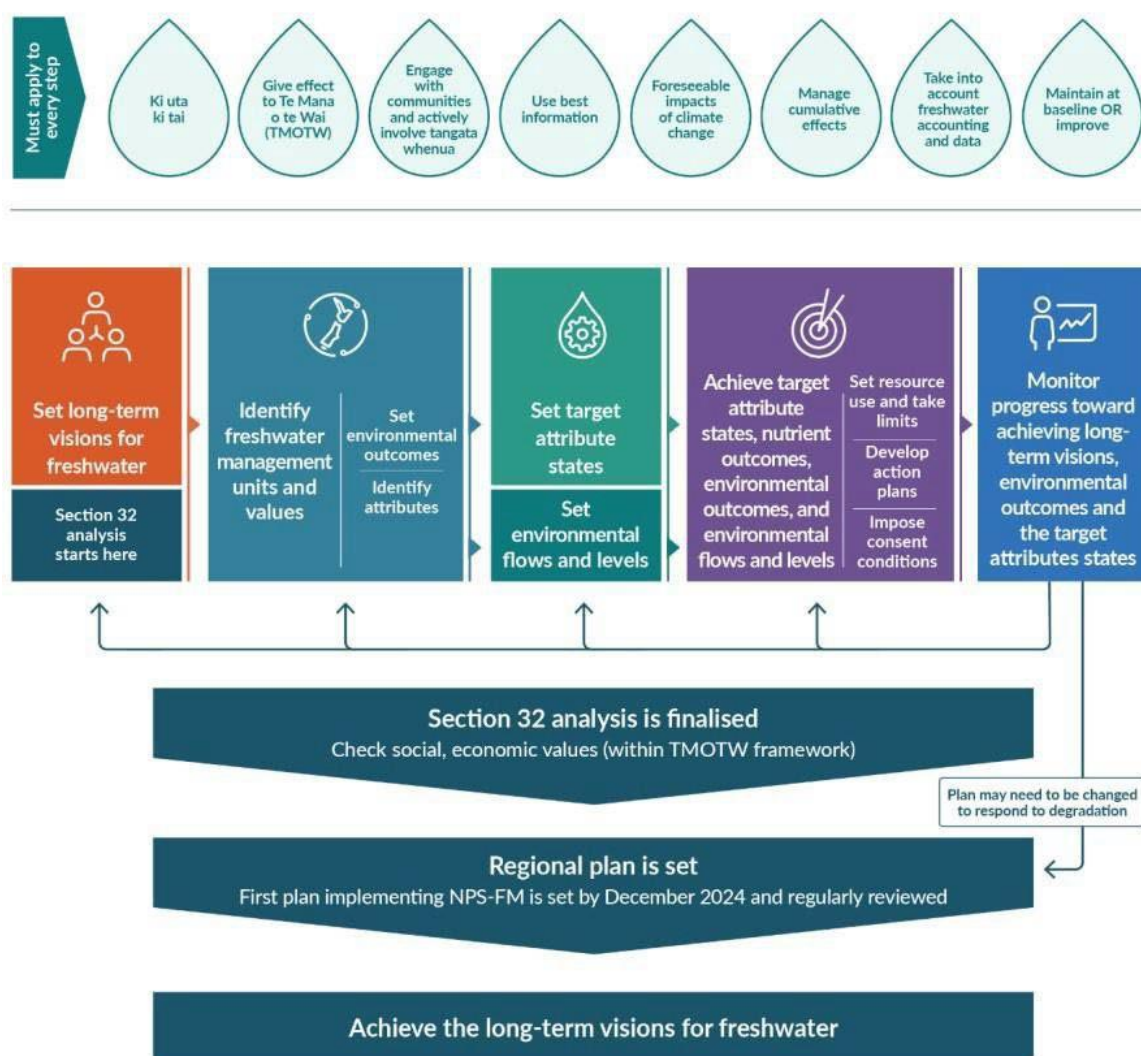 Must apply to
every step
Ki uta
ki tai
Give effect
to Te Mana
o te Wai
(TMOTW)
Engage
with
communities
and actively
involve tangata
whenua
Use best
information
Foreseeable
impacts
of climate
change
Manage
cumulative
effects
Take into
account
freshwater
accounting
and data
Maintain at
baseline OR
improve
Set long-term
visions for
freshwater
Section 32
analysis
starts here
Identify
freshwater
management
units and
values
Set
environmental
outcomes
Identify
attributes
Set target
attribute
states
Set
environmental
flows and levels
Achieve target
attribute
states, nutrient
outcomes,
environmental
outcomes, and
environmental
flows and levels
Set resource
use and take
limits
Develop
action
plans
Impose
consent
conditions
Monitor
progress toward
achieving long-
term visions,
environmental
outcomes and
the target
attributes states
Section 32 analysis is finalised
Check social, economic values (within TMOTW framework)
Plan may need to be changed
to respond to degradation
Regional plan is set
First plan implementing NPS-FM is set by December 2024 and regularly reviewed
Achieve the long-term visions for freshwater